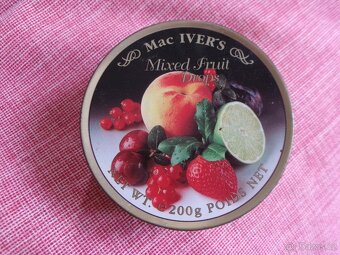 Mac IVER'S
Mixed Fruit
Drops
NET WT. 200g POIDS NET